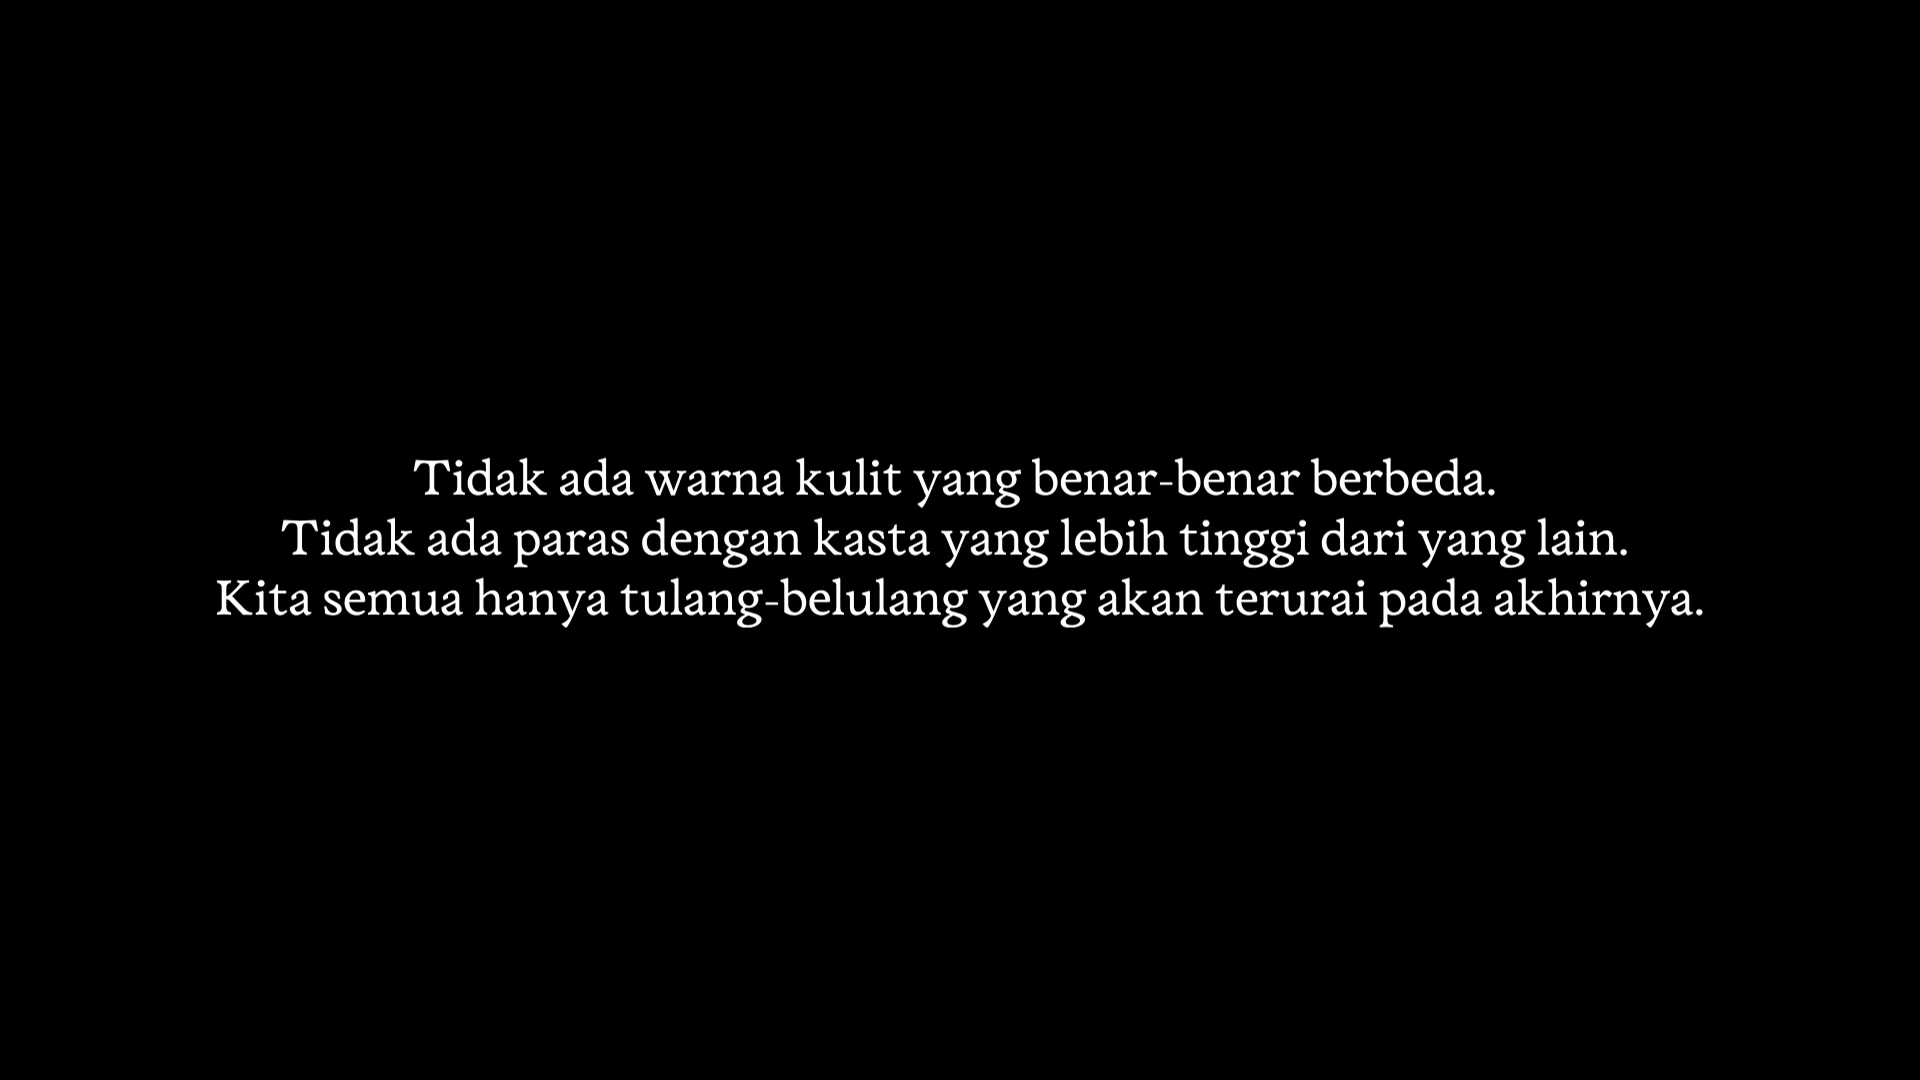 Tidak ada warna kulit yang benar-benar berbeda.
Tidak ada paras dengan kasta yang lebih tinggi dari yang lain.
Kita semua hanya tulang-belulang yang akan terurai pada akhirnya.